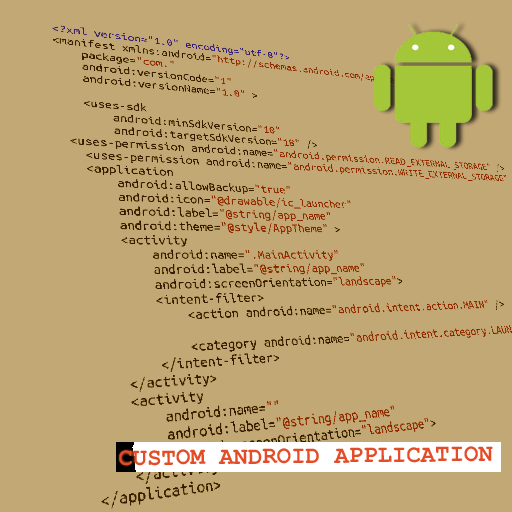 <?xml version="1.0" encoding="utf-8"?>
<manifest xmlns:android="http://schemas.android.com/ap
package="com."
android:versionCode="1"
android:versionName="1.0" >
<uses-sdk
android:minSdkVersion="10"
android:targetSdkVersion="18" />
<uses-permission android:name="android.permission.READ_EXTERNAL_STORAGE" />
<uses-permission android:name="android.permission.WRITE_EXTERNAL_STORAGE"
<application
android:allowBackup="true"
android:icon="@drawable/ic_launcher"
android:label="@string/app_name"
android:theme="@style/AppTheme" >
<activity
android:name=".MainActivity"
android:label="@string/app_name"
android:screenOrientation="landscape">
<intent-filter>
<action android:name="android.intent.action.MAIN" />
<category android:name="android.intent.category.LAUN
</intent-filter>
</activity>
<activity
android:name=""
android:label="@string/app_name"
="landscape">
CUSTOM ANDROID APPLICATION
</application>